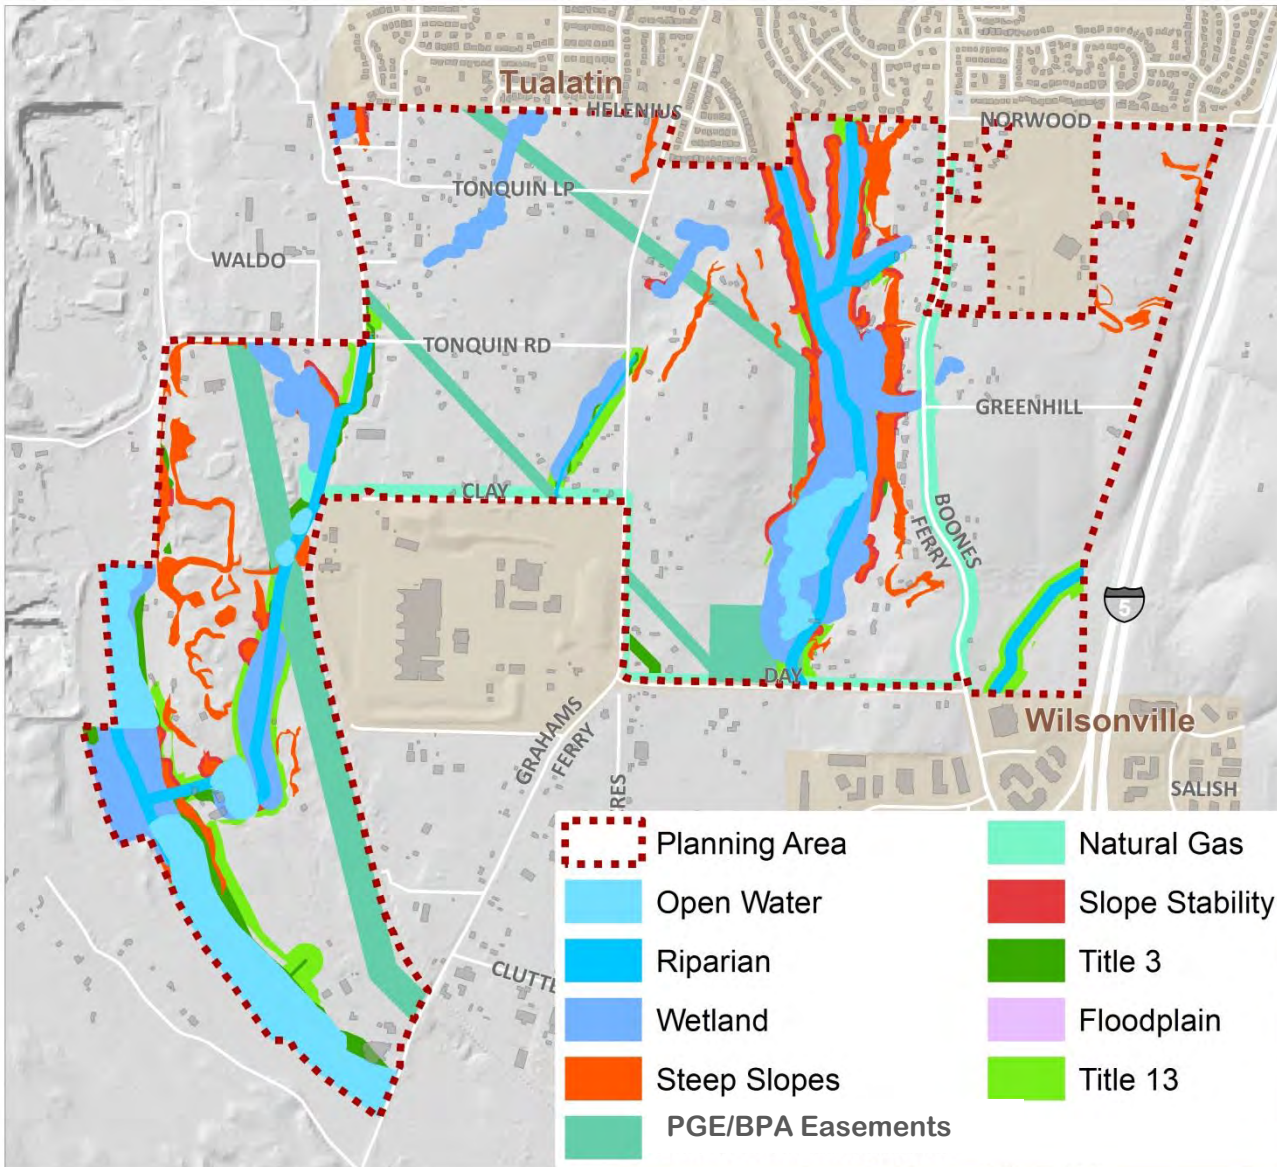 Tualatin
HELENIUS
NORWOOD
TONQUIN LP
WALDO
TONQUIN RD
GREENHILL
CLAY
BOONES
FERRY
5
DAY
Wilsonville
GRAHAMS
FERRY
SALISH
CLUTTE
Planning Area
Natural Gas
Open Water
Slope Stability
Riparian
Title 3
Wetland
Floodplain
Steep Slopes
Title 13
PGE/BPA Easements